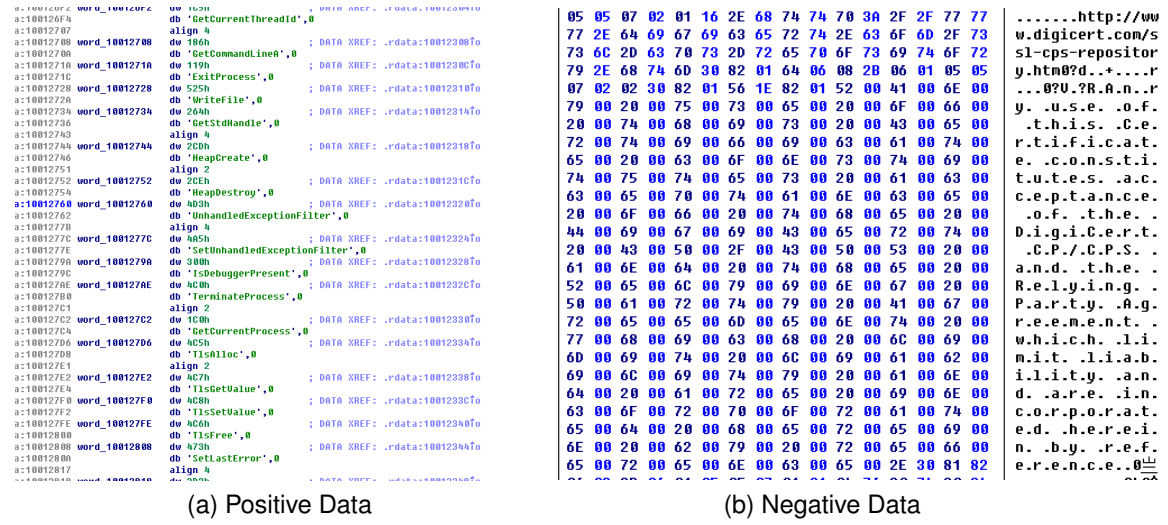 a:100126F4 db 'GetCurrentThreadId',0
a:10012707 align 4
a:10012708 word_10012708 dw 186h ; DATA XREF: .rdata:10012308↑o
a:1001270A db 'GetCommandLineA',0
a:1001271A word_1001271A dw 119h ; DATA XREF: .rdata:1001230C↑o
a:1001271C db 'ExitProcess',0
a:10012728 word_10012728 dw 525h ; DATA XREF: .rdata:10012310↑o
a:1001272A db 'WriteFile',0
a:10012734 word_10012734 dw 264h ; DATA XREF: .rdata:10012314↑o
a:10012736 db 'GetStdHandle',0
a:10012743 align 4
a:10012744 word_10012744 dw 2CDh ; DATA XREF: .rdata:10012318↑o
a:10012746 db 'HeapCreate',0
a:10012751 align 2
a:10012752 word_10012752 dw 2CEh ; DATA XREF: .rdata:1001231C↑o
a:10012754 db 'HeapDestroy',0
a:10012760 word_10012760 dw 4D3h ; DATA XREF: .rdata:10012320↑o
a:10012762 db 'UnhandledExceptionFilter',0
a:1001277B align 4
a:1001277C word_1001277C dw 4A5h ; DATA XREF: .rdata:10012324↑o
a:1001277E db 'SetUnhandledExceptionFilter',0
a:1001279A word_1001279A dw 300h ; DATA XREF: .rdata:10012328↑o
a:1001279C db 'IsDebuggerPresent',0
a:100127AE word_100127AE dw 4C0h ; DATA XREF: .rdata:1001232C↑o
a:100127B0 db 'TerminateProcess',0
a:100127C1 align 2
a:100127C2 word_100127C2 dw 1C0h ; DATA XREF: .rdata:10012330↑o
a:100127C4 db 'GetCurrentProcess',0
a:100127D6 word_100127D6 dw 4C5h ; DATA XREF: .rdata:10012334↑o
a:100127D8 db 'TlsAlloc',0
a:100127E1 align 2
a:100127E2 word_100127E2 dw 4C7h ; DATA XREF: .rdata:10012338↑o
a:100127E4 db 'TlsGetValue',0
a:100127F0 word_100127F0 dw 4C8h ; DATA XREF: .rdata:1001233C↑o
a:100127F2 db 'TlsSetValue',0
a:100127FE word_100127FE dw 4C6h ; DATA XREF: .rdata:10012340↑o
a:10012800 db 'TlsFree',0
a:10012808 word_10012808 dw 473h ; DATA XREF: .rdata:10012344↑o
a:1001280A db 'SetLastError',0
a:10012817 align 4
(a) Positive Data
05 05 07 02 01 16 2E 68 74 74 70 3A 2F 2F 77 77 .......http://ww
77 2E 64 69 67 69 63 65 72 74 2E 63 6F 6D 2F 73 w.digicert.com/s
73 6C 2D 63 70 73 2D 72 65 70 6F 73 69 74 6F 72 sl-cps-repositor
79 2E 68 74 6D 30 82 01 64 06 08 2B 06 01 05 05 y.htm0?d..+....r
07 02 02 30 82 01 56 1E 82 01 52 00 41 00 6E 00 ...0?V.?R.A.n..r
79 00 20 00 75 00 73 00 65 00 20 00 6F 00 66 00 y. .u.s.e. .o.f.
20 00 74 00 68 00 69 00 73 00 20 00 43 00 65 00 .t.h.i.s. .C.e.
72 00 74 00 69 00 66 00 69 00 63 00 61 00 74 00 r.t.i.f.i.c.a.t.
65 00 20 00 63 00 6F 00 6E 00 73 00 74 00 69 00 e. .c.o.n.s.t.i.
74 00 75 00 74 00 65 00 73 00 20 00 61 00 63 00 t.u.t.e.s. .a.c.
63 00 65 00 70 00 74 00 61 00 6E 00 63 00 65 00 c.e.p.t.a.n.c.e.
20 00 6F 00 66 00 20 00 74 00 68 00 65 00 20 00 .o.f. .t.h.e. .
44 00 69 00 67 00 69 00 43 00 65 00 72 00 74 00 D.i.g.i.C.e.r.t.
20 00 43 00 50 00 2F 00 43 00 50 00 53 00 20 00 .C.P./.C.P.S. .
61 00 6E 00 64 00 20 00 74 00 68 00 65 00 20 00 a.n.d. .t.h.e. .
52 00 65 00 6C 00 79 00 69 00 6E 00 67 00 20 00 R.e.l.y.i.n.g. .
50 00 61 00 72 00 74 00 79 00 20 00 41 00 67 00 P.a.r.t.y. .A.g.
72 00 65 00 65 00 6D 00 65 00 6E 00 74 00 20 00 r.e.e.m.e.n.t. .
77 00 68 00 69 00 63 00 68 00 20 00 6C 00 69 00 w.h.i.c.h. .l.i.
6D 00 69 00 74 00 20 00 6C 00 69 00 61 00 62 00 m.i.t. .l.i.a.b.
69 00 6C 00 69 00 74 00 79 00 20 00 61 00 6E 00 i.l.i.t.y. .a.n.
64 00 20 00 61 00 72 00 65 00 20 00 69 00 6E 00 d. .a.r.e. .i.n.
63 00 6F 00 72 00 70 00 6F 00 72 00 61 00 74 00 c.o.r.p.o.r.a.t.
65 00 64 00 20 00 68 00 65 00 72 00 65 00 69 00 e.d. .h.e.r.e.i.
6E 00 20 00 62 00 79 00 20 00 72 00 65 00 66 00 n. .b.y. .r.e.f.
65 00 72 00 65 00 6E 00 63 00 65 00 2E 30 81 82 e.r.e.n.c.e..0
(b) Negative Data